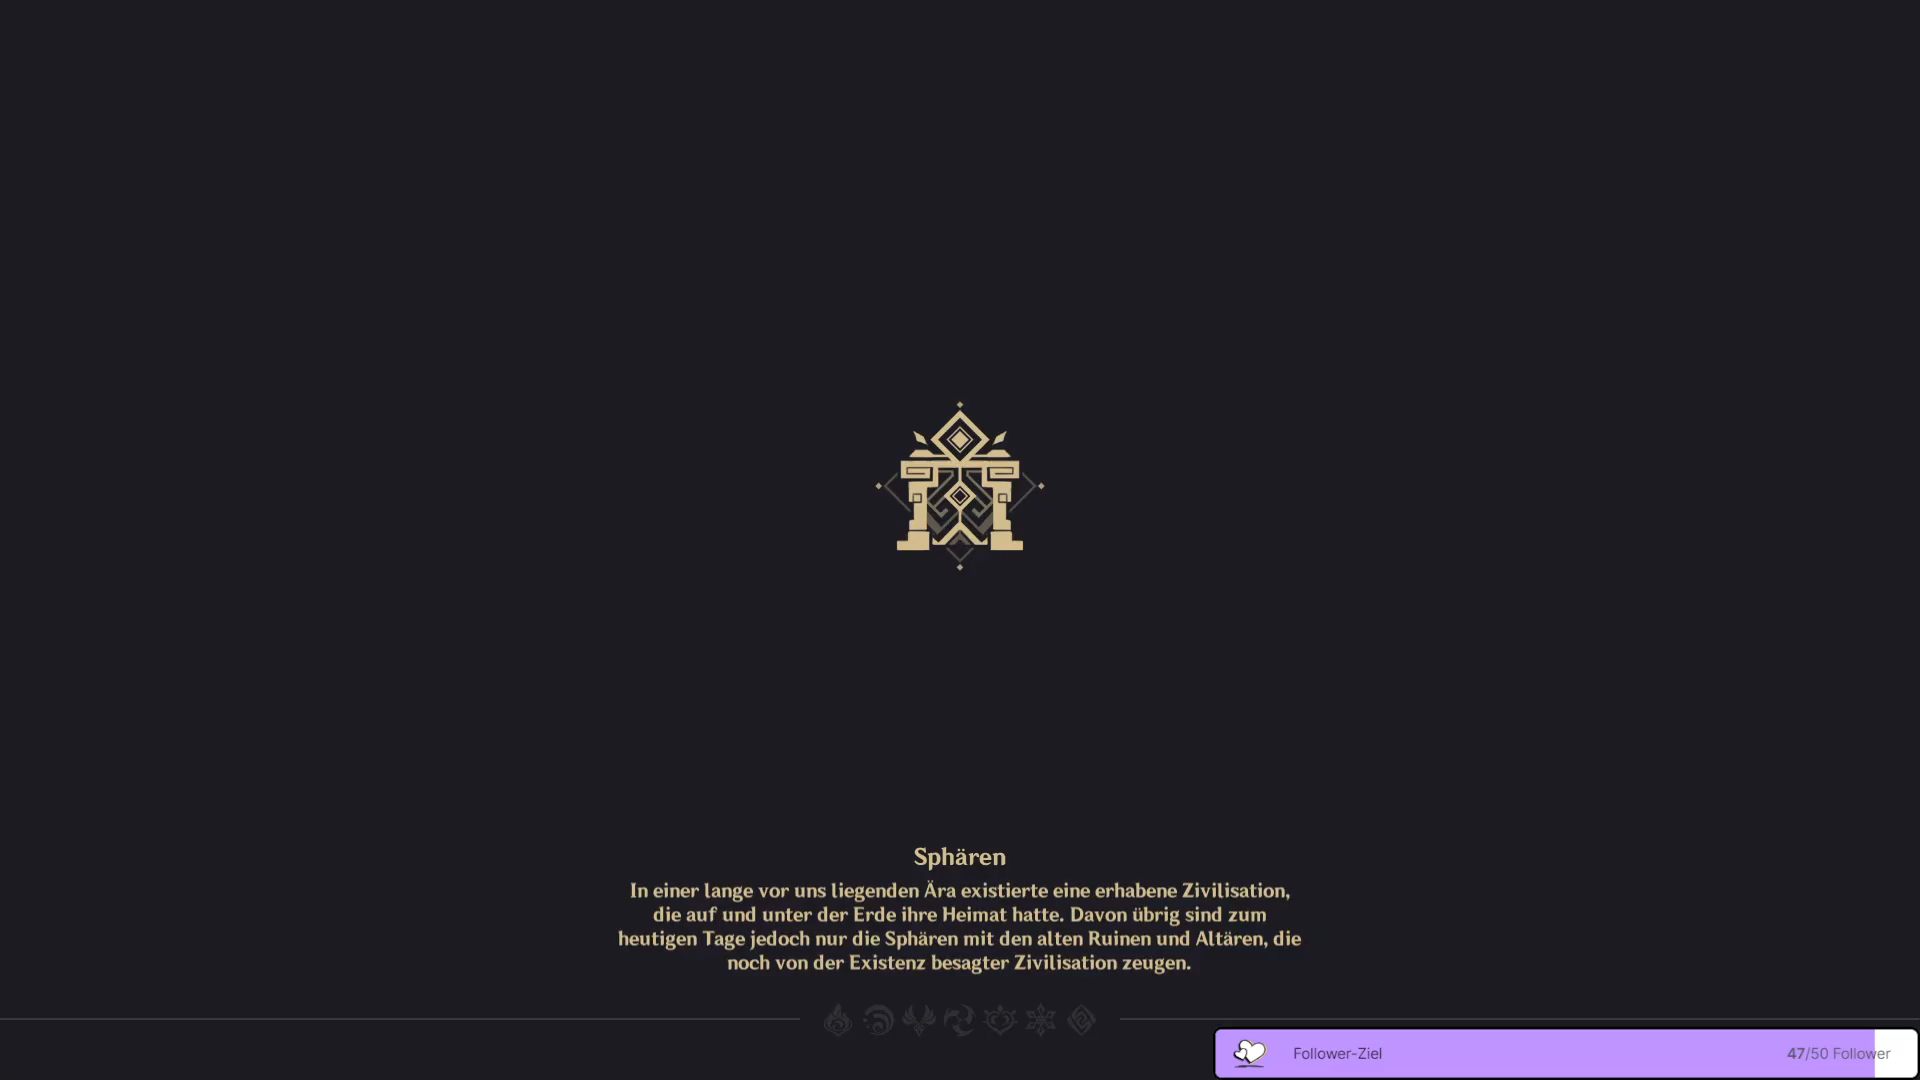 Sphären
In einer lange vor uns liegenden Ära existierte eine erhabene Zivilisation,
die auf und unter der Erde ihre Heimat hatte. Davon übrig sind zum
heutigen Tage jedoch nur die Sphären mit den alten Ruinen und Altären, die
noch von der Existenz besagter Zivilisation zeugen.
Follower-Ziel
47/50 Follower